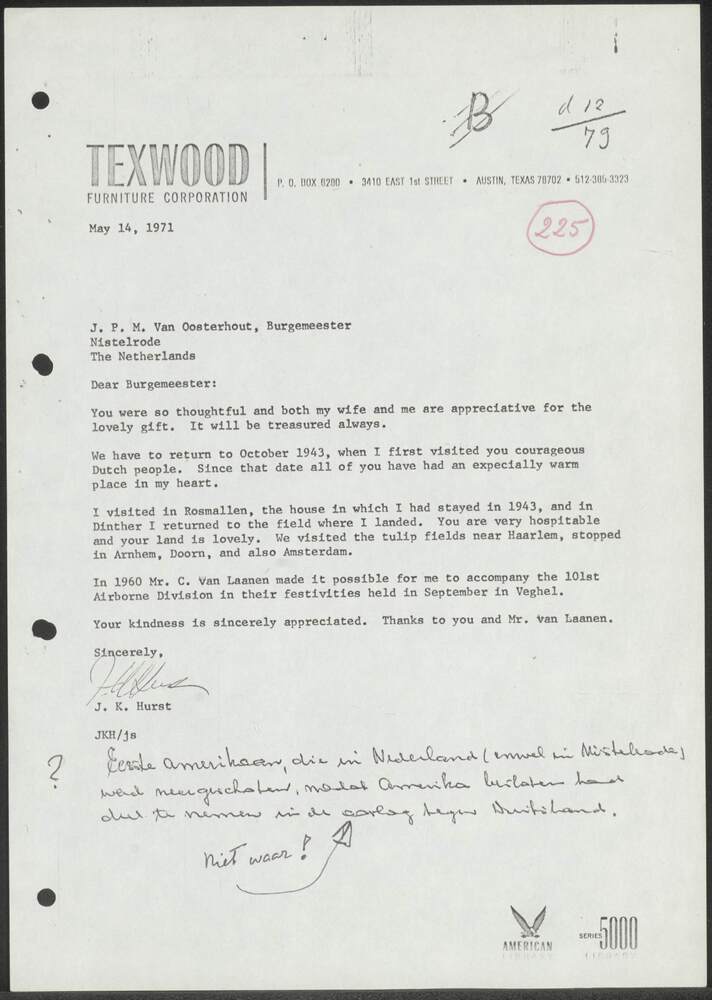 B
d 12
79
TEXWOOD
FURNITURE CORPORATION
P. O. BOX 6280 • 3410 EAST 1st STREET • AUSTIN, TEXAS 78702 • 512-385-3323
225
May 14, 1971
J. P. M. Van Oosterhout, Burgemeester
Nistelrode
The Netherlands
Dear Burgemeester:
You were so thoughtful and both my wife and me are appreciative for the
lovely gift. It will be treasured always.
We have to return to October 1943, when I first visited you courageous
Dutch people. Since that date all of you have had an expecially warm
place in my heart.
I visited in Rosmallen, the house in which I had stayed in 1943, and in
Dinther I returned to the field where I landed. You are very hospitable
and your land is lovely. We visited the tulip fields near Haarlem, stopped
in Arnhem, Doorn, and also Amsterdam.
In 1960 Mr. C. Van Laanen made it possible for me to accompany the 101st
Airborne Division in their festivities held in September in Veghel.
Your kindness is sincerely appreciated. Thanks to you and Mr. Van Laanen.
Sincerely,
J. K. Hurst
JKH/js
? Eerste Amerikaan, die in Nederland (enwel in Nistelrode)
werd neergeschoten, nadat Amerika besloten had
deel te nemen in de oorlog tegen Duitsland.
Niet waar!
AMERICAN
LIBRARY
SERIES 5000
LIBRARY